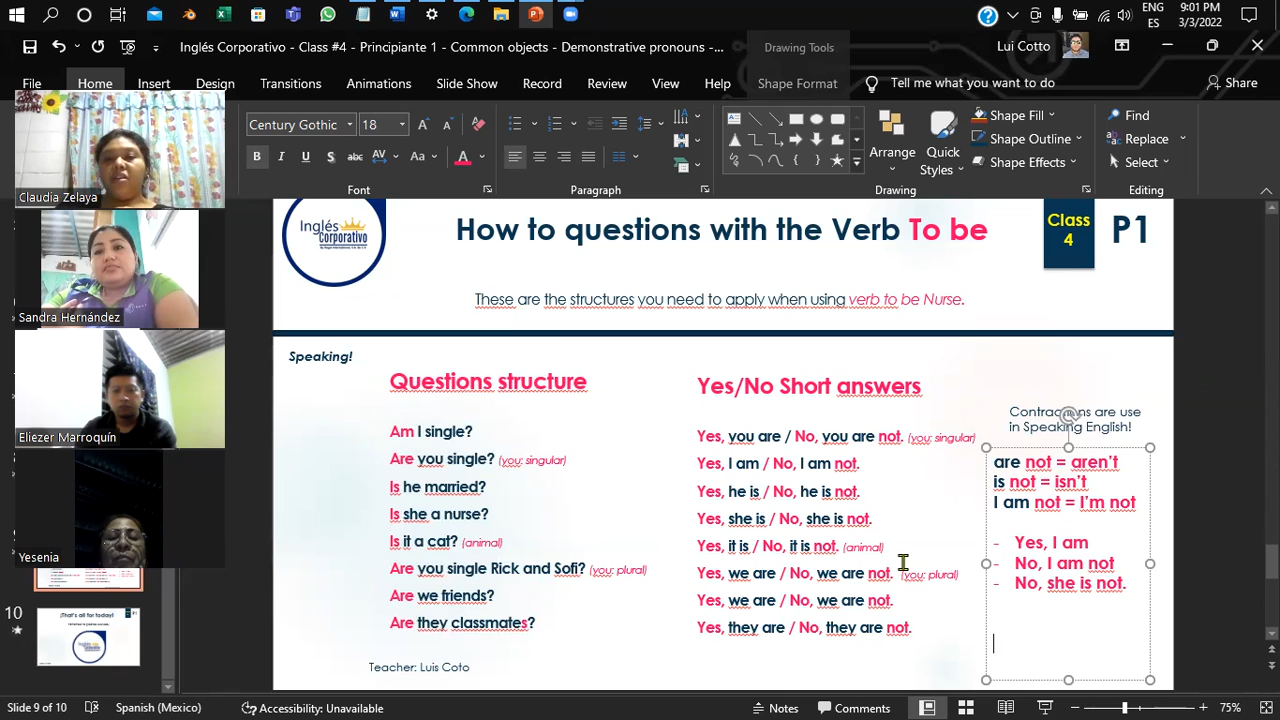 09:01 PM
ENG
ES
3/3/2022
Inglés Corporativo - Class #4 - Principiante 1 - Common objects - Demonstrative pronouns -...
Drawing Tools
Lui Cotto
File
Home
Insert
Design
Transitions
Animations
Slide Show
Record
Review
View
Help
Shape Format
Tell me what you want to do
Share
Century Gothic
18
Font
Paragraph
Arrange
Quick
Styles
Shape Fill
Shape Outline
Shape Effects
Drawing
Find
Replace
Select
Editing
Claudia Zelaya
Sandra Hernández
Eliezer Marroquín
Yesenia
Inglés
Corporativo
How to questions with the Verb To be
Class
4
P1
These are the structures you need to apply when using verb to be Nurse.
Speaking!
Questions structure
Am I single?
Are you single? (you: singular)
Is he married?
Is she a nurse?
Is it a cat? (animal)
Are you single Rick and Sofi? (you: plural)
Are we friends?
Are they classmates?
Teacher: Luis Coto
Yes/No Short answers
Yes, you are / No, you are not. (you: singular)
Yes, I am / No, I am not.
Yes, he is / No, he is not.
Yes, she is / No, she is not.
Yes, it is / No, it is not. (animal)
Yes, we are / No, we are not. (you: plural)
Yes, we are / No, we are not.
Yes, they are / No, they are not.
in Speaking English!
are not = aren't
is not = isn't
I am not = I'm not
- Yes, I am
- No, I am not
- No, she is not.
10
¡That's all for today!
Slide 9 of 10
Spanish (Mexico)
Accessibility: Unavailable
Notes
Comments
75%